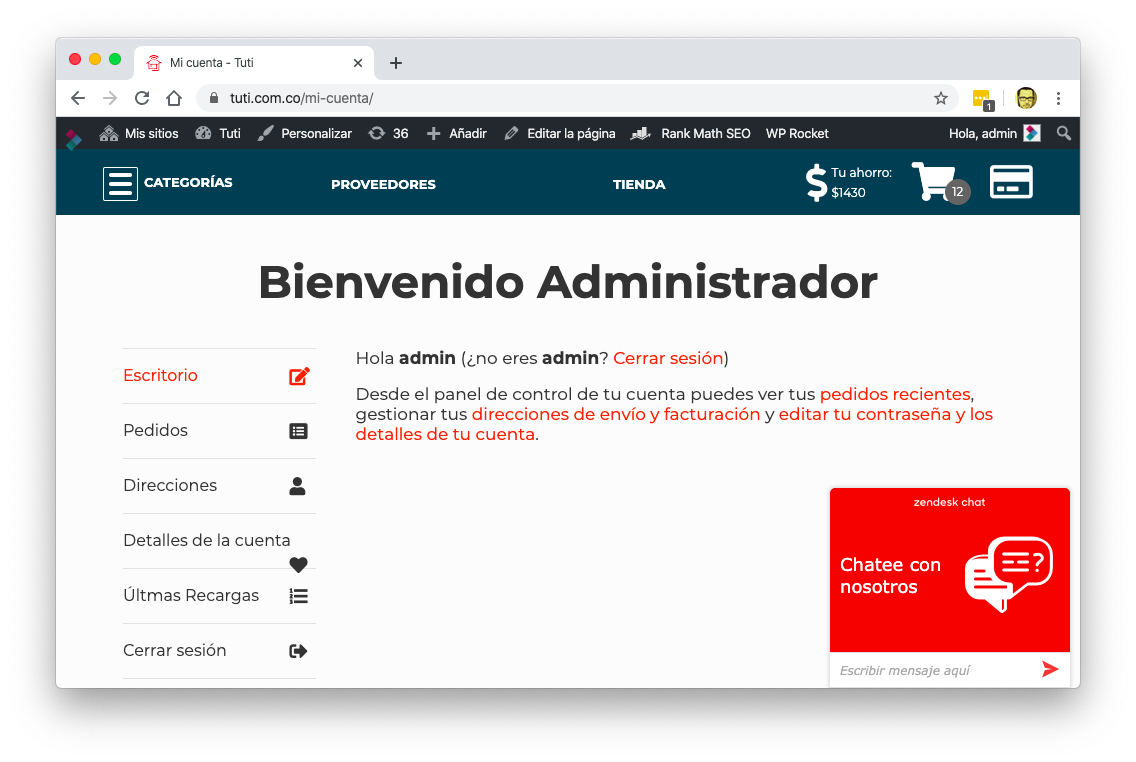 Mi cuenta - Tuti
tuti.com.co/mi-cuenta/
1
Mis sitios Tuti Personalizar 36 Añadir Editar la página Rank Math SEO WP Rocket Hola, admin
CATEGORÍAS PROVEEDORES TIENDA
Tu ahorro:
$1430
12
Bienvenido Administrador
Escritorio
Pedidos
Direcciones
Detalles de la cuenta
Últmas Recargas
Cerrar sesión
Hola admin (¿no eres admin? Cerrar sesión)
Desde el panel de control de tu cuenta puedes ver tus pedidos recientes,
gestionar tus direcciones de envío y facturación y editar tu contraseña y los
detalles de tu cuenta.
zendesk chat
Chatee con
nosotros
Escribir mensaje aquí